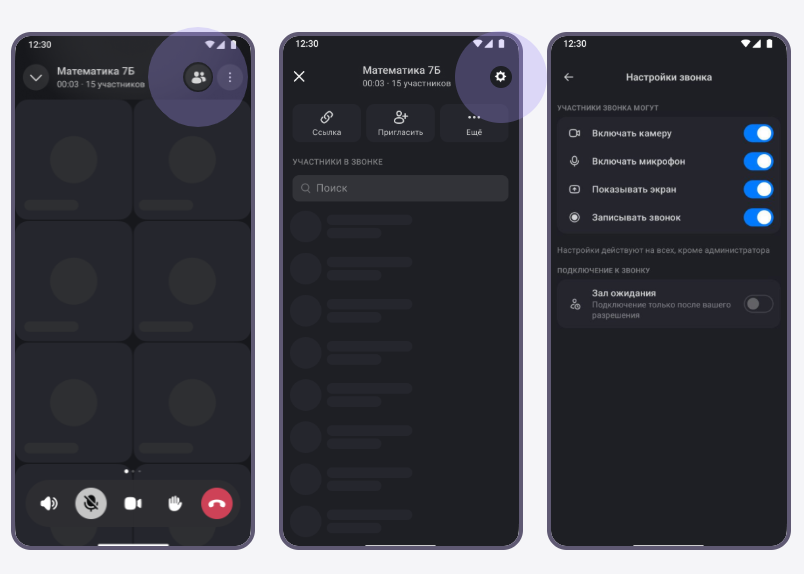 12:30
Математика 7Б
00:03 · 15 участников
12:30
Математика 7Б
00:03 · 15 участников
Ссылка
Пригласить
Ещё
УЧАСТНИКИ В ЗВОНКЕ
Поиск
12:30
Настройки звонка
УЧАСТНИКИ ЗВОНКА МОГУТ
Включать камеру
Включать микрофон
Показывать экран
Записывать звонок
Настройки действуют на всех, кроме администратора
ПОДКЛЮЧЕНИЕ К ЗВОНКУ
Зал ожидания
Подключение только после вашего
разрешения